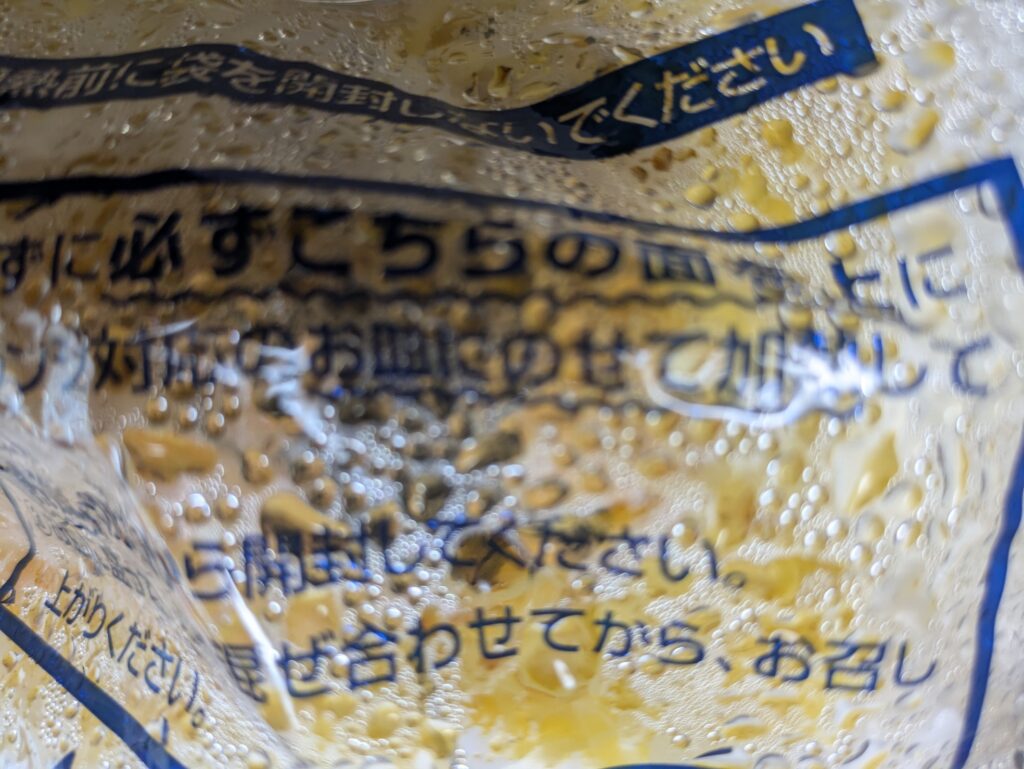 熱前に袋を開封しないでください
ずに必ずこちらの面を上に
対応のお皿にのせて加熱して
ら開封してください。
混ぜ合わせてから、お召し
上がりください。